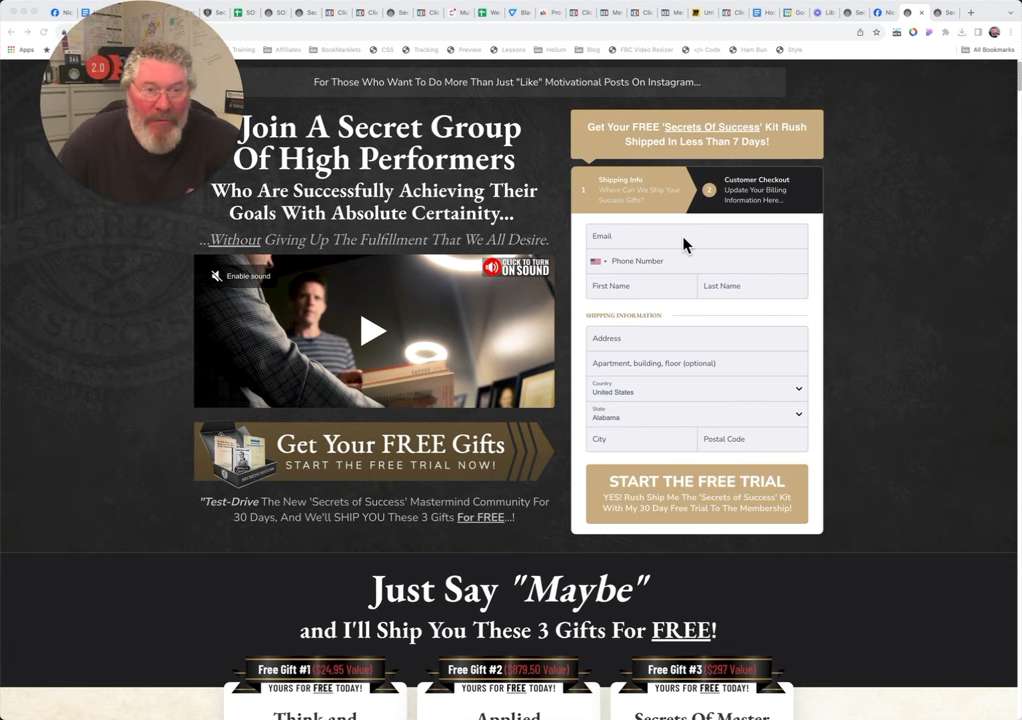 Apps
Training
Affiliates
BookMarklets
CSS
Tracking
Preview
Lessons
Helium
Blog
FBC Video Resizer
</> Code
Ham Bun
Style
All Bookmarks
2.0
For Those Who Want To Do More Than Just "Like" Motivational Posts On Instagram...
Join A Secret Group
Of High Performers
Who Are Successfully Achieving Their
Goals With Absolute Certainity...
...Without Giving Up The Fulfillment That We All Desire.
Enable sound
CLICK TO TURN
ON SOUND
Get Your FREE Gifts
START THE FREE TRIAL NOW!
"Test-Drive The New 'Secrets of Success' Mastermind Community For
30 Days, And We'll SHIP YOU These 3 Gifts For FREE...!
Get Your FREE 'Secrets Of Success' Kit Rush
Shipped In Less Than 7 Days!
1
Shipping Info
Where Can We Ship Your
Success Gifts?
2
Customer Checkout
Update Your Billing
Information Here...
Email
Phone Number
First Name
Last Name
SHIPPING INFORMATION
Address
Apartment, building, floor (optional)
Country
United States
State
Alabama
City
Postal Code
START THE FREE TRIAL
YES! Rush Ship Me The 'Secrets of Success' Kit
With My 30 Day Free Trial To The Membership!
Just Say "Maybe"
and I'll Ship You These 3 Gifts For FREE!
Free Gift #1 ($24.95 Value)
YOURS FOR FREE TODAY!
Think and
Free Gift #2 ($879.50 Value)
YOURS FOR FREE TODAY!
Applied
Free Gift #3 ($297 Value)
YOURS FOR FREE TODAY!
Secrets Of Master